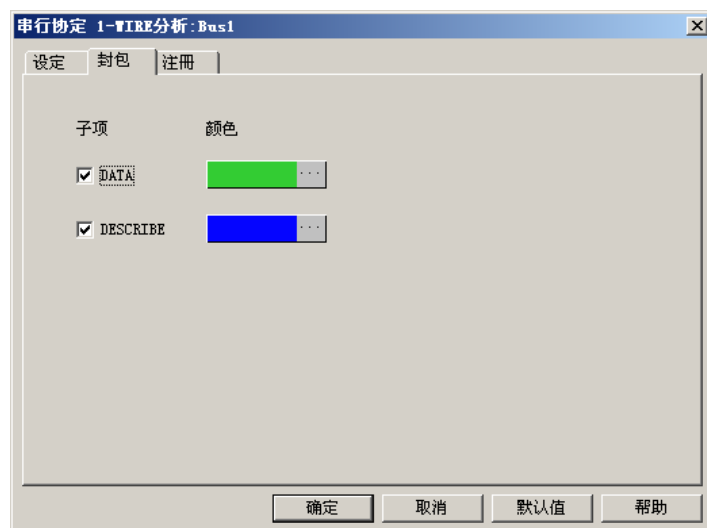 串行协定 1-WIRE分析:Bus1
设定 封包 注册
子项 颜色
DATA ...
DESCRIBE ...
确定 取消 默认值 帮助